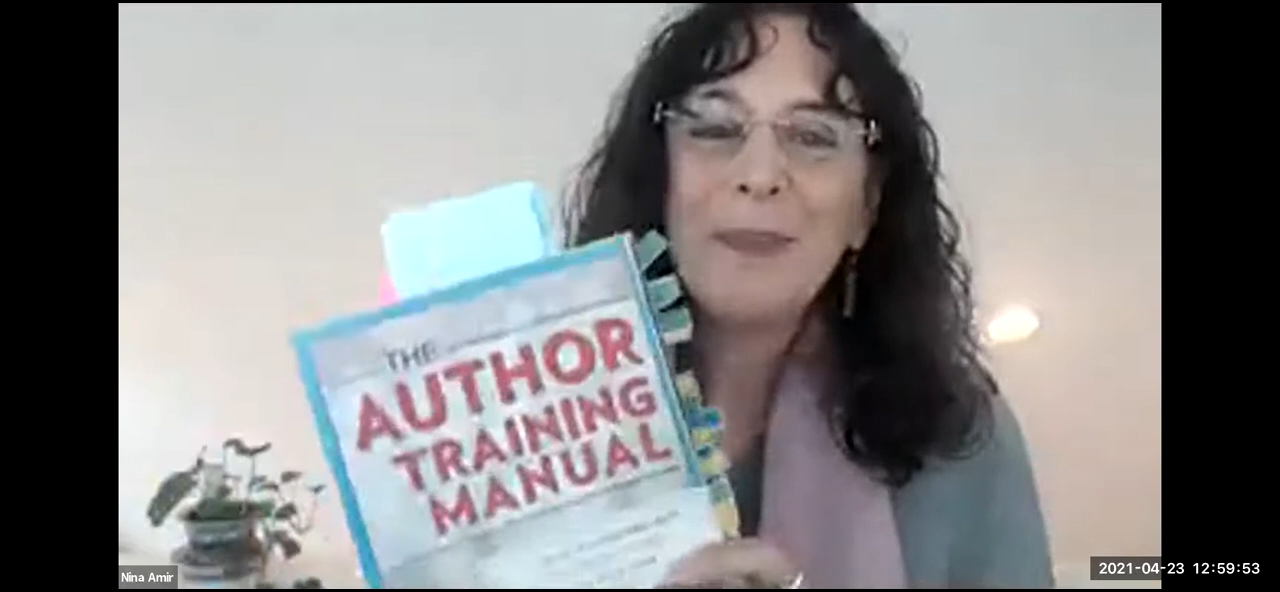 THE
AUTHOR
TRAINING
MANUAL
Nina Amir
2021-04-23 12:59:53